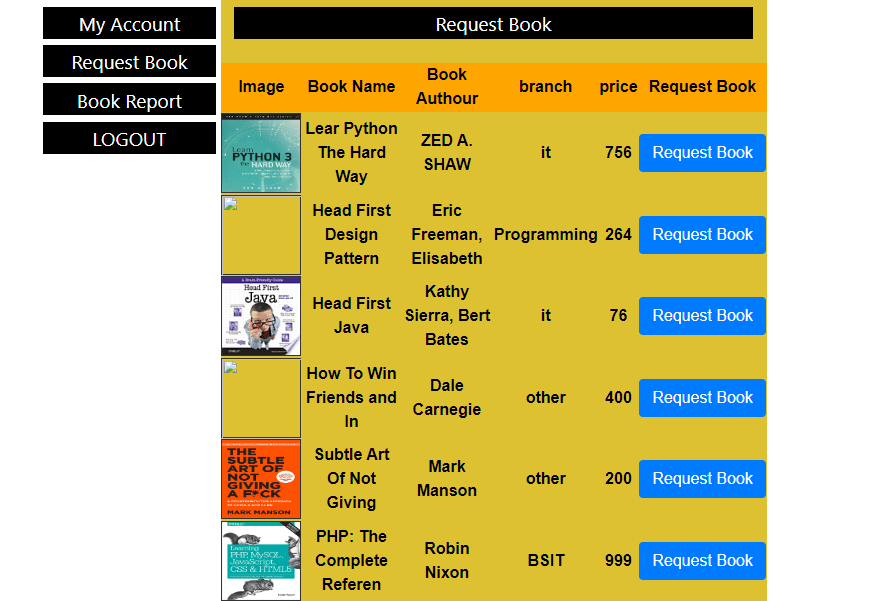 My Account
Request Book
Book Report
LOGOUT
Request Book
Image Book Name Book Authour branch price Request Book
Learn
PYTHON 3
the HARD WAY
Lear Python
The Hard
Way
ZED A.
SHAW
it
756
Request Book
Head First
Design
Pattern
Eric
Freeman,
Elisabeth
Programming
264
Request Book
Head First
Java
Head First
Java
Kathy
Sierra, Bert
Bates
it
76
Request Book
How To Win
Friends and
In
Dale
Carnegie
other
400
Request Book
THE
SUBTLE
ART OF
NOT
GIVING
A F*CK
MARK MANSON
Subtle Art
Of Not
Giving
Mark
Manson
other
200
Request Book
Learning
PHP, MySQL,
JavaScript,
CSS & HTML5
PHP: The
Complete
Referen
Robin
Nixon
BSIT
999
Request Book